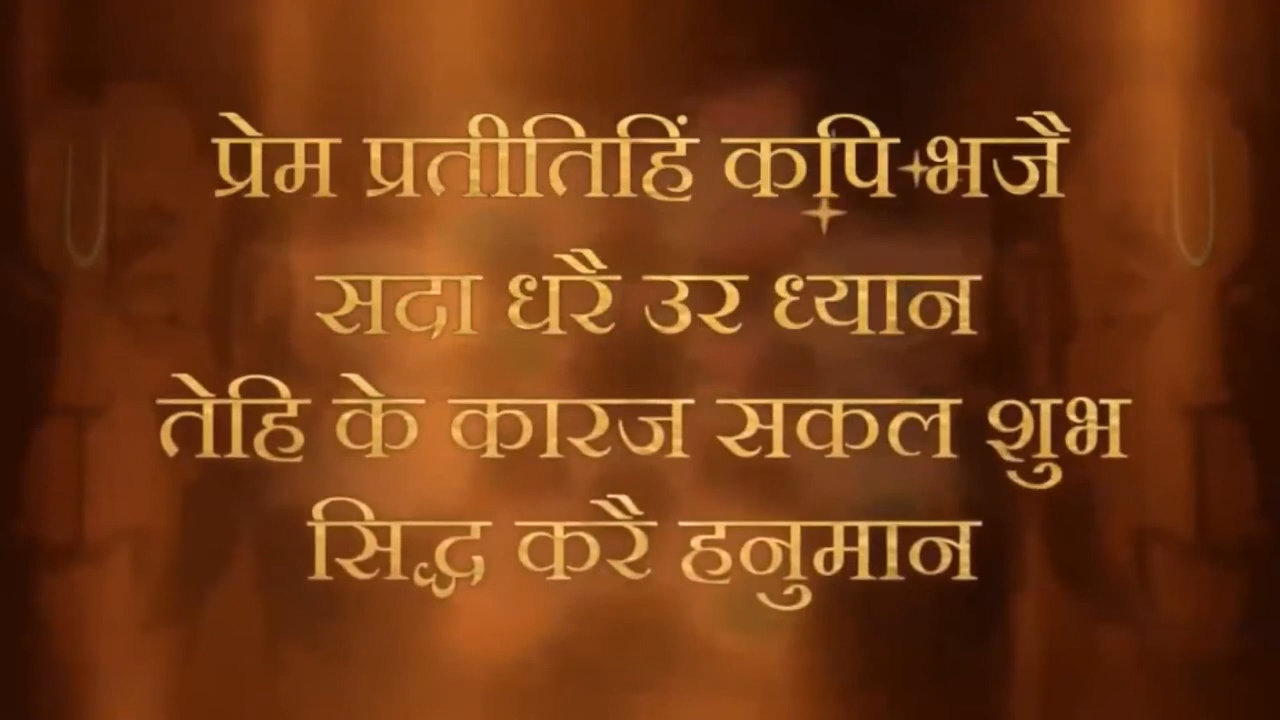 प्रेम प्रतीतिहिं कपि भजै
सदा धरै उर ध्यान
तेहि के कारज सकल शुभ
सिद्ध करै हनुमान